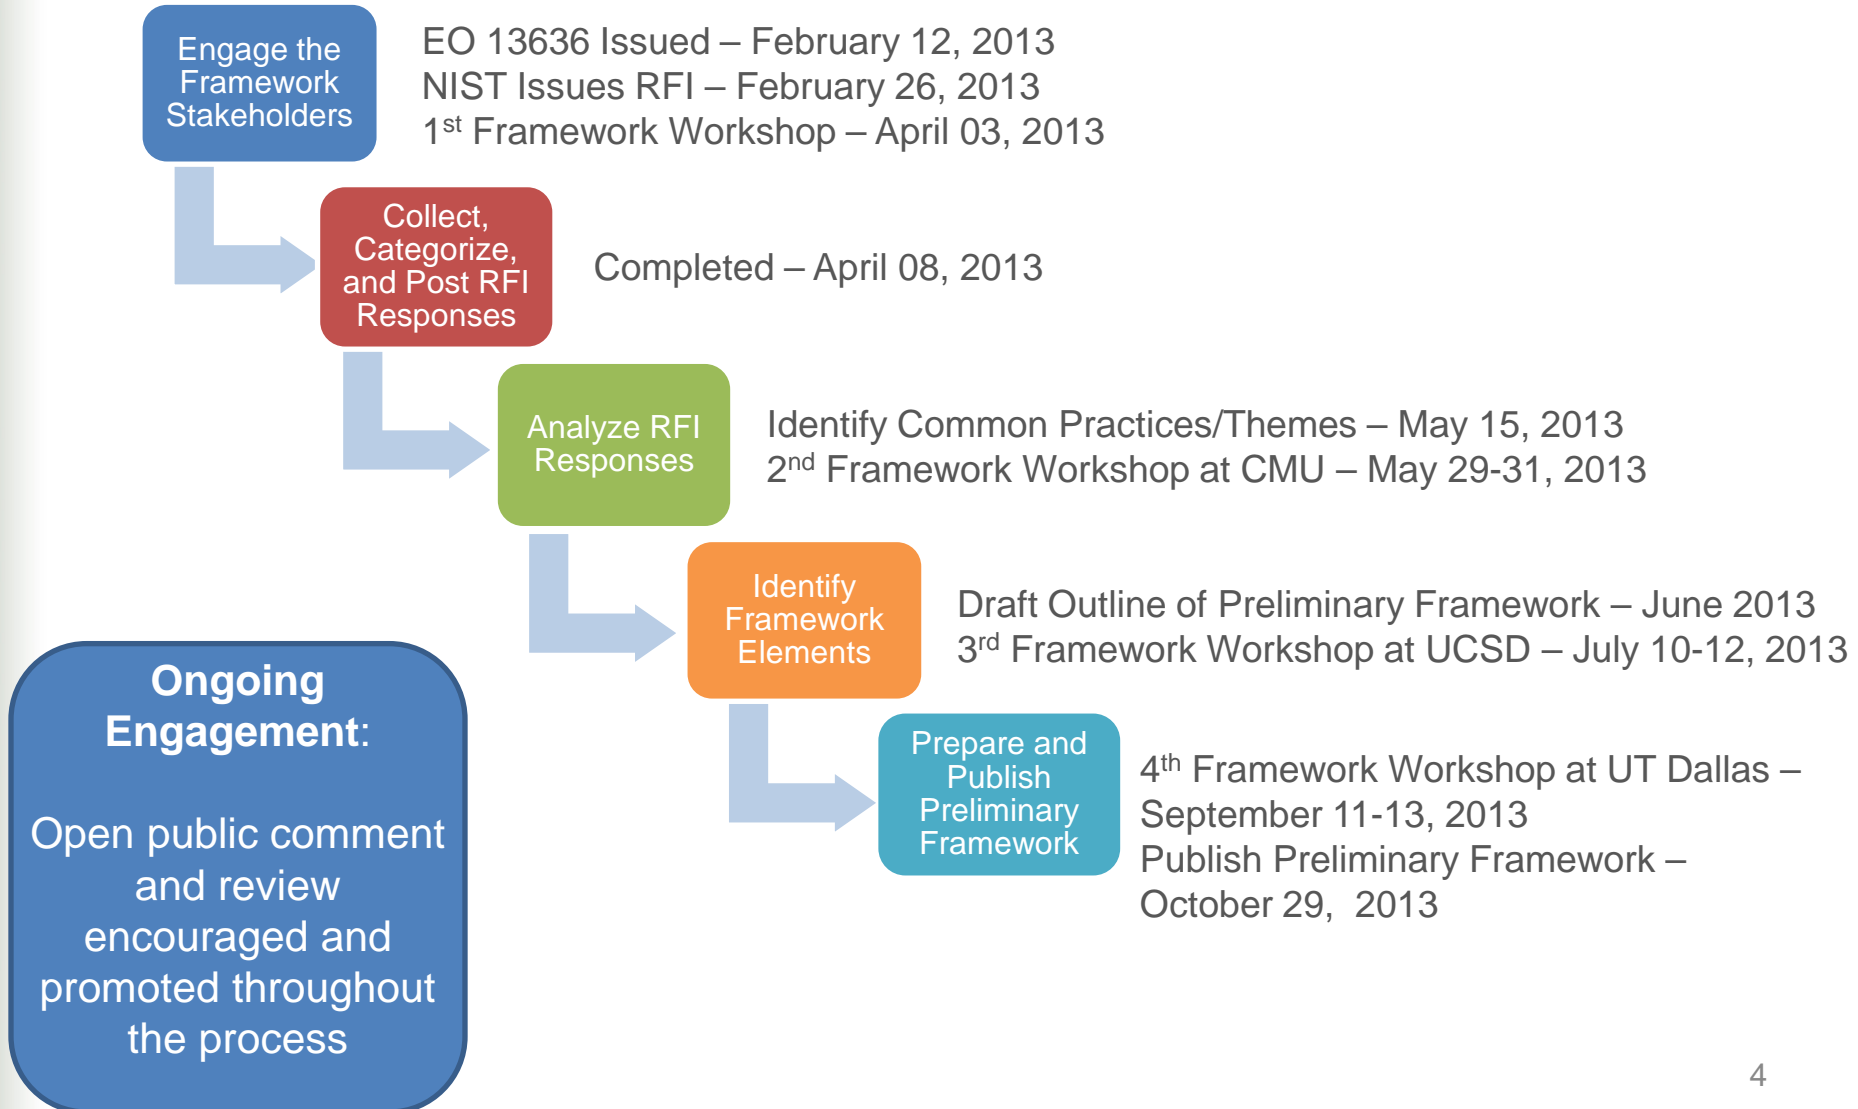 Engage the
Framework
Stakeholders
EO 13636 Issued – February 12, 2013
NIST Issues RFI – February 26, 2013
1st Framework Workshop – April 03, 2013
Collect,
Categorize,
and Post RFI
Responses
Completed – April 08, 2013
Analyze RFI
Responses
Identify Common Practices/Themes – May 15, 2013
2nd Framework Workshop at CMU – May 29-31, 2013
Identify
Framework
Elements
Draft Outline of Preliminary Framework – June 2013
3rd Framework Workshop at UCSD – July 10-12, 2013
Prepare and
Publish
Preliminary
Framework
4th Framework Workshop at UT Dallas –
September 11-13, 2013
Publish Preliminary Framework –
October 29,  2013
Ongoing
Engagement:
Open public comment
and review
encouraged and
promoted throughout
the process
4